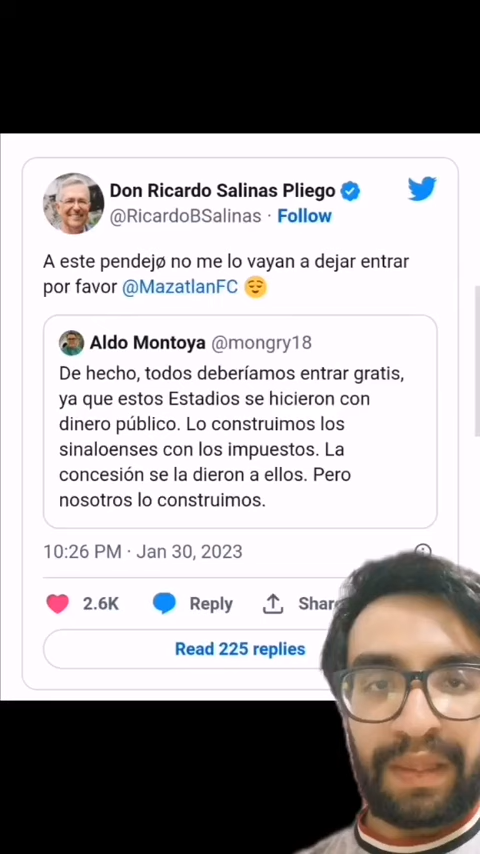 Don Ricardo Salinas Pliego
@RicardoBSalinas · Follow
A este pendejø no me lo vayan a dejar entrar
por favor @MazatlanFC 😌
Aldo Montoya @mongry18
De hecho, todos deberíamos entrar gratis,
ya que estos Estadios se hicieron con
dinero público. Lo construimos los
sinaloenses con los impuestos. La
concesión se la dieron a ellos. Pero
nosotros lo construimos.
10:26 PM · Jan 30, 2023
2.6K Reply Shar
Read 225 replies